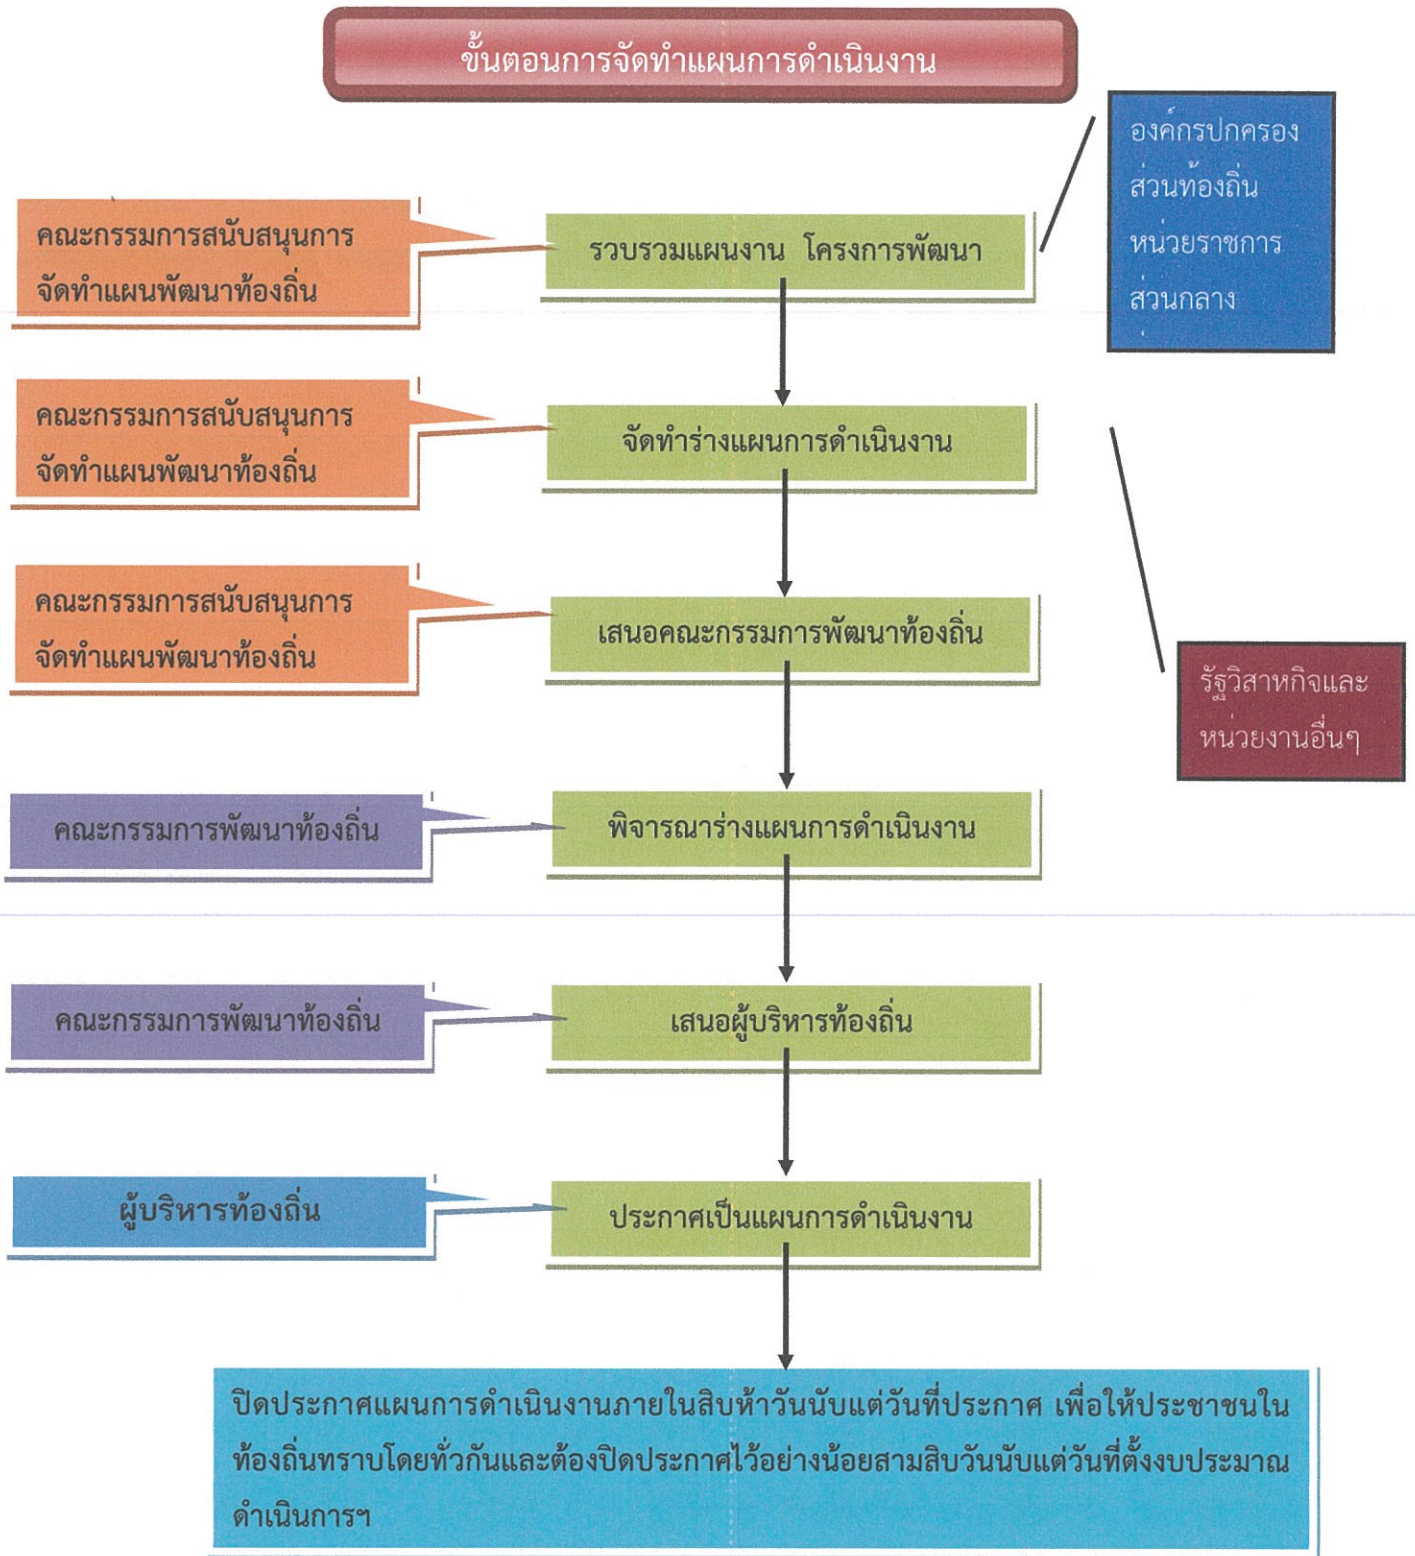 ขั้นตอนการจัดทำแผนการดำเนินงาน
องค์กรปกครอง
ส่วนท้องถิ่น
หน่วยราชการ
ส่วนกลาง
คณะกรรมการสนับสนุนการ
จัดทำแผนพัฒนาท้องถิ่น
รวบรวมแผนงาน โครงการพัฒนา
คณะกรรมการสนับสนุนการ
จัดทำแผนพัฒนาท้องถิ่น
จัดทำร่างแผนการดำเนินงาน
คณะกรรมการสนับสนุนการ
จัดทำแผนพัฒนาท้องถิ่น
เสนอคณะกรรมการพัฒนาท้องถิ่น
รัฐวิสาหกิจและ
หน่วยงานอื่นๆ
คณะกรรมการพัฒนาท้องถิ่น
พิจารณาร่างแผนการดำเนินงาน
คณะกรรมการพัฒนาท้องถิ่น
เสนอผู้บริหารท้องถิ่น
ผู้บริหารท้องถิ่น
ประกาศเป็นแผนการดำเนินงาน
ปิดประกาศแผนการดำเนินงานภายในสิบห้าวันนับแต่วันที่ประกาศ เพื่อให้ประชาชนใน
ท้องถิ่นทราบโดยทั่วกันและต้องปิดประกาศไว้อย่างน้อยสามสิบวันนับแต่วันที่ตั้งงบประมาณ
ดำเนินการฯ